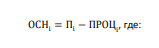 ОСНᵢ = Пᵢ – ПРОЦᵢ, где: